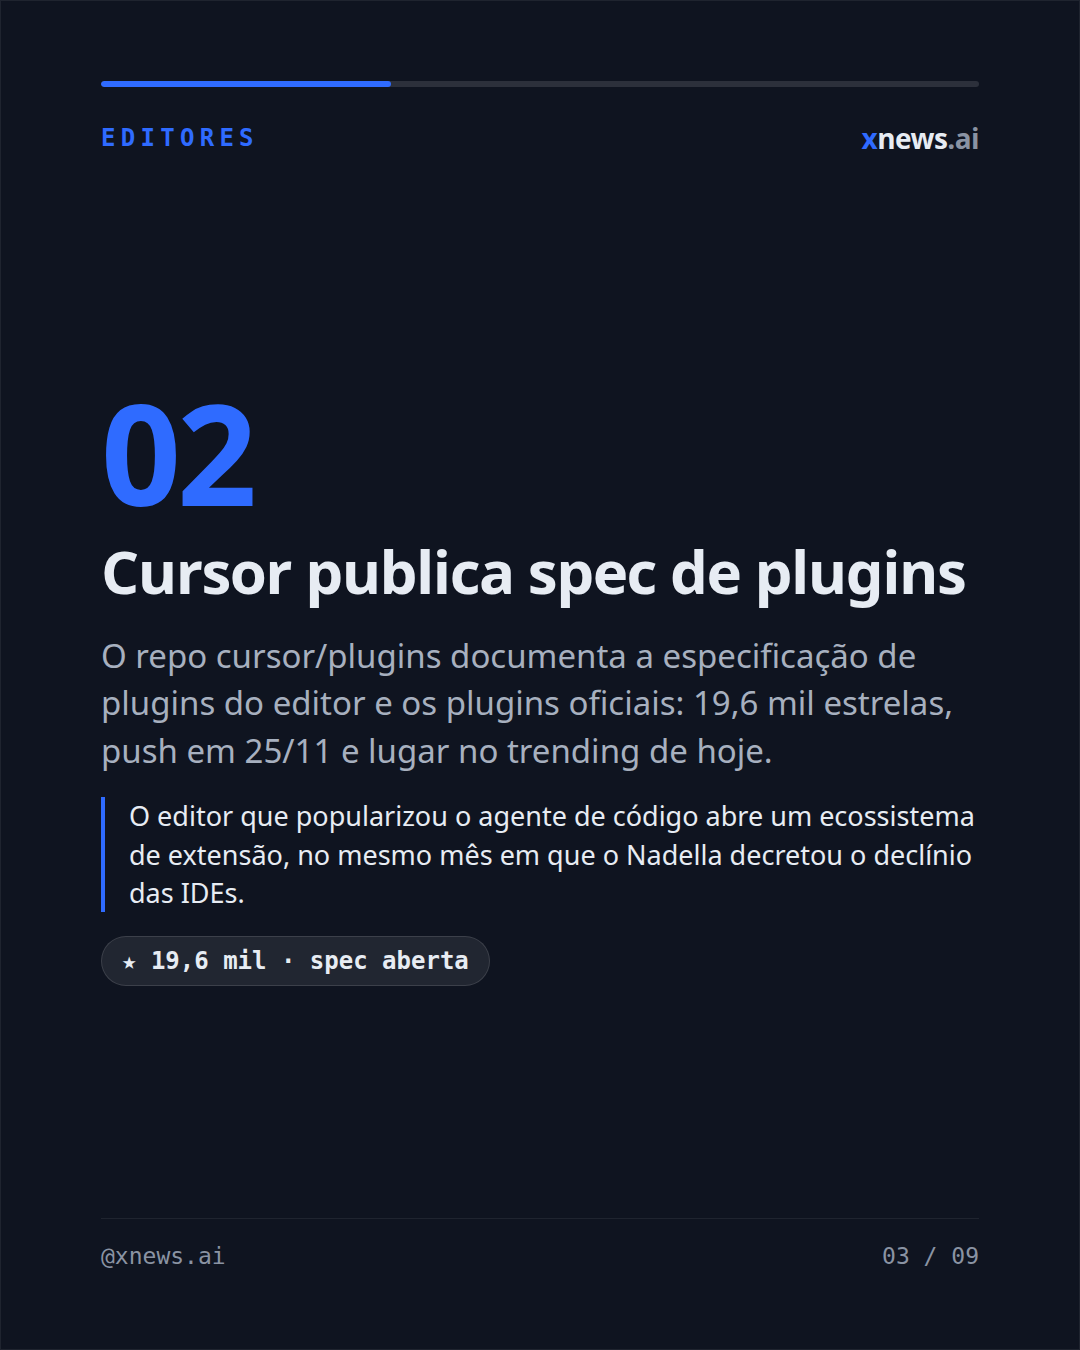 EDITORES
xnews.ai
02
Cursor publica spec de plugins
O repo cursor/plugins documenta a especificação de
plugins do editor e os plugins oficiais: 19,6 mil estrelas,
push em 25/11 e lugar no trending de hoje.
O editor que popularizou o agente de código abre um ecossistema
de extensão, no mesmo mês em que o Nadella decretou o declínio
das IDEs.
★ 19,6 mil · spec aberta
@xnews.ai
03 / 09